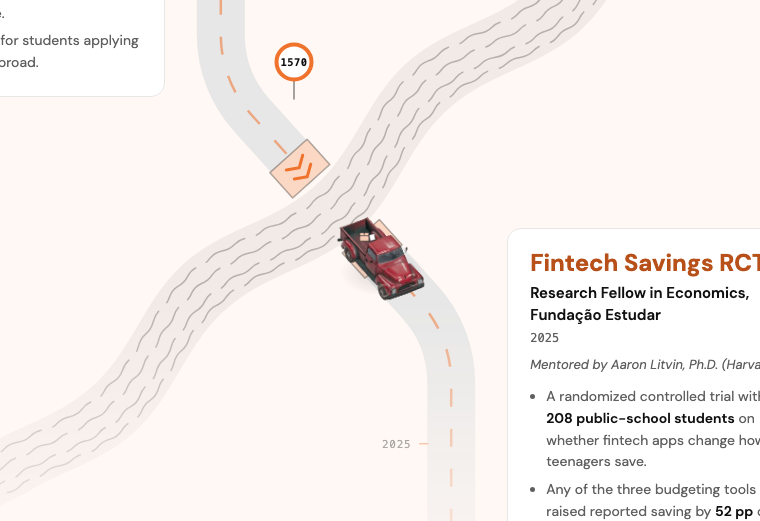 e.
for students applying
broad.
1570
Fintech Savings RCT
Research Fellow in Economics,
Fundação Estudar
2025
Mentored by Aaron Litvin, Ph.D. (Harva
A randomized controlled trial with
208 public-school students on
whether fintech apps change how
teenagers save.
2025
Any of the three budgeting tools
raised reported saving by 52 pp